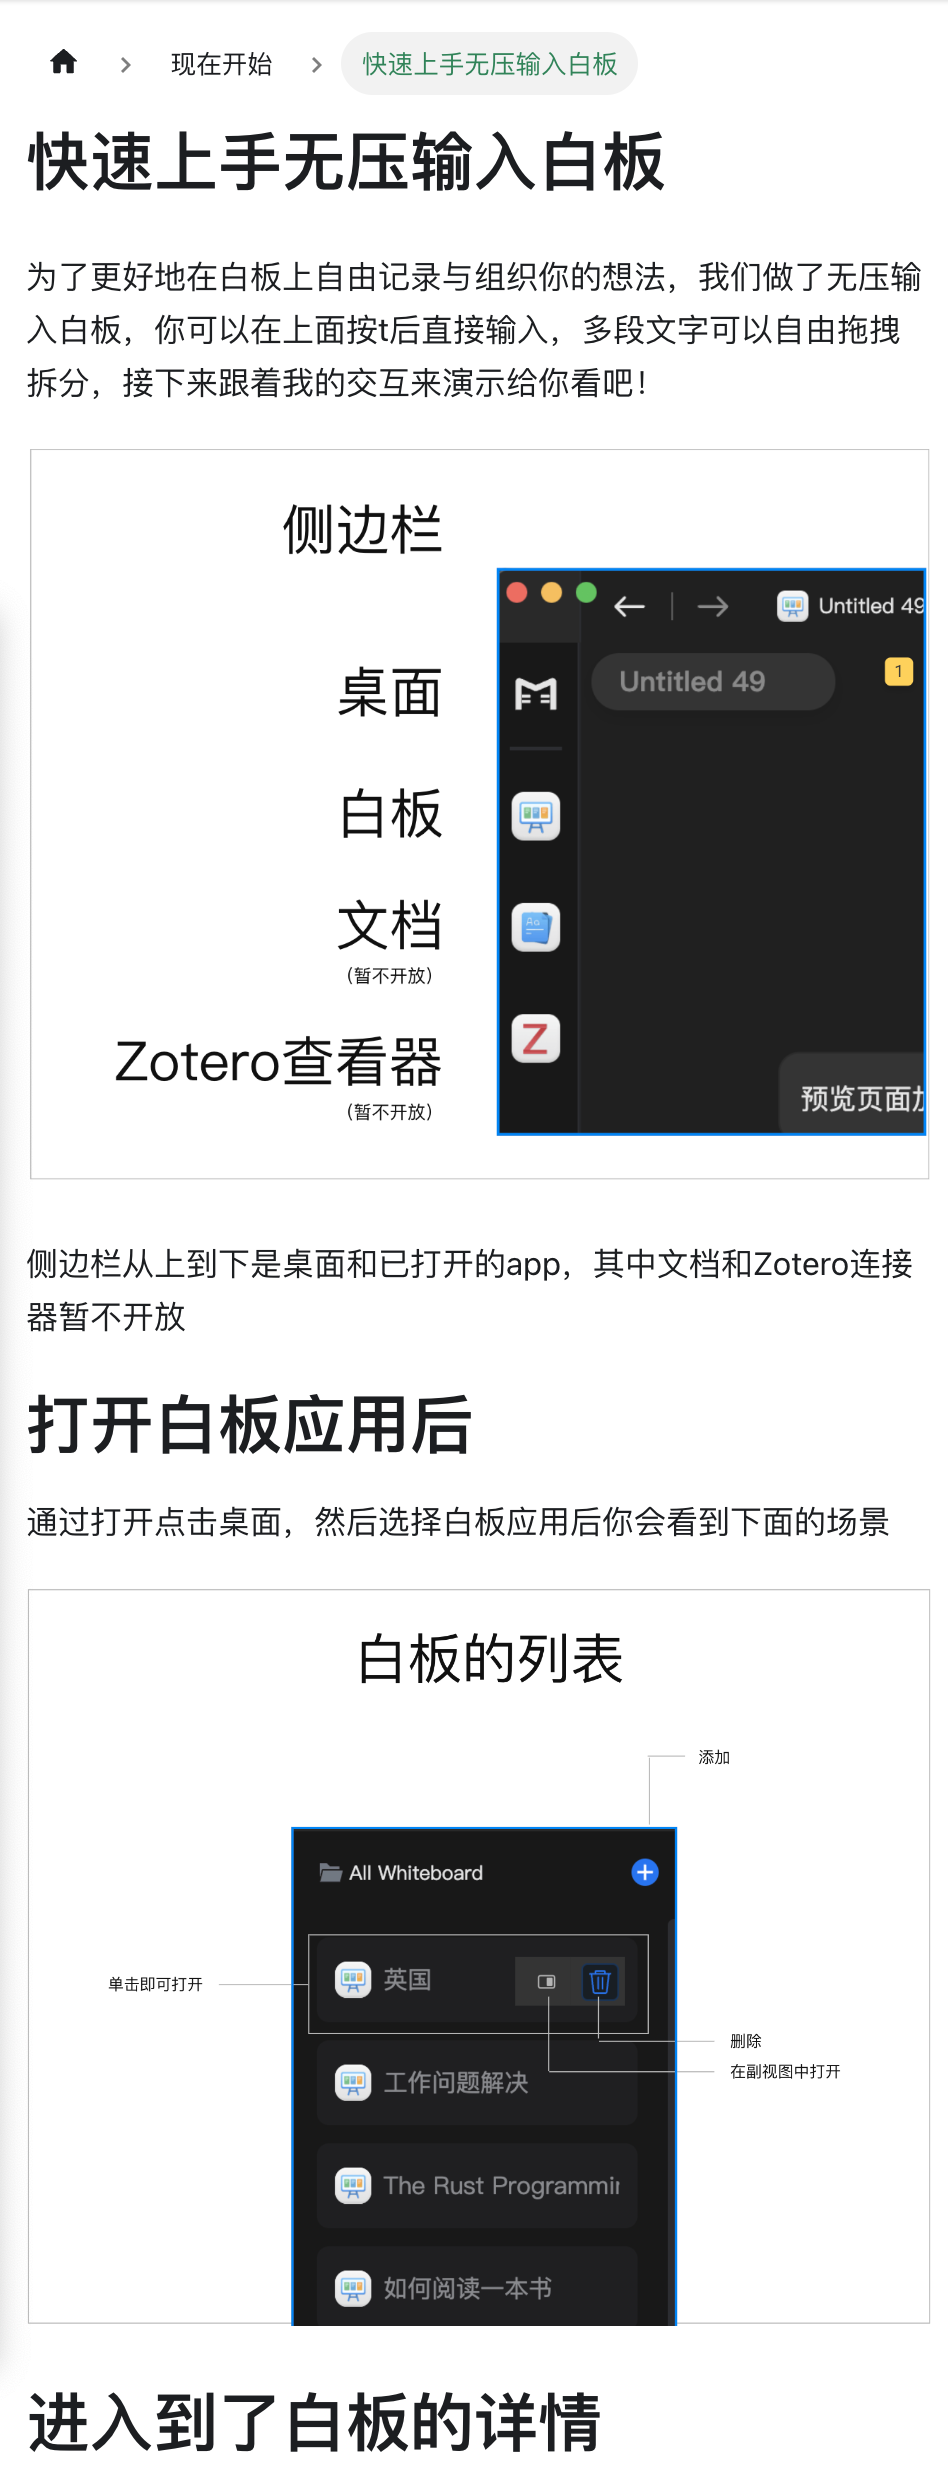 现在开始
快速上手无压输入白板
快速上手无压输入白板
为了更好地在白板上自由记录与组织你的想法，我们做了无压输
入白板，你可以在上面按t后直接输入，多段文字可以自由拖拽
拆分，接下来跟着我的交互来演示给你看吧！
侧边栏
桌面
白板
文档
（暂不开放）
Zotero查看器
（暂不开放）
Untitled 49
Untitled 49
1
Aa
Z
预览页面加
侧边栏从上到下是桌面和已打开的app，其中文档和Zotero连接
器暂不开放
打开白板应用后
通过打开点击桌面，然后选择白板应用后你会看到下面的场景
白板的列表
添加
All Whiteboard
单击即可打开
英国
删除
在副视图中打开
工作问题解决
The Rust Programmin
如何阅读一本书
进入到了白板的详情